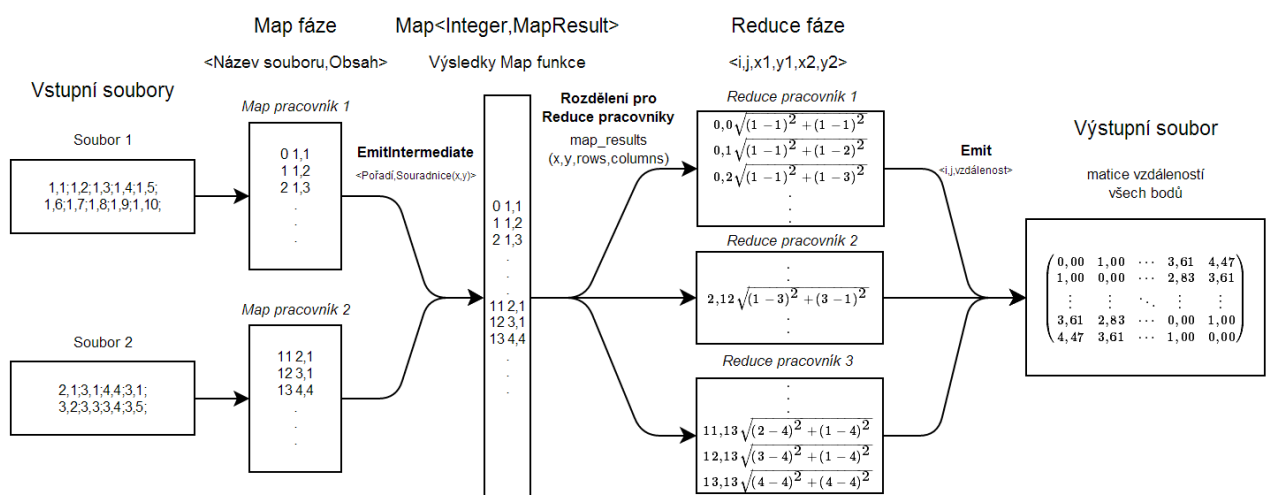 Map fáze
Map<Integer,MapResult>
Reduce fáze
<Název souboru,Obsah>
Výsledky Map funkce
<i,j,x1,y1,x2,y2>
Vstupní soubory
Soubor 1
1,1;1,2;1,3;1,4;1,5;
1,6;1,7;1,8;1,9;1,10;
Soubor 2
2,1;3,1;4,4;3,1;
3,2;3,3;3,4;3,5;
Map pracovník 1
0 1,1
1 1,2
2 1,3
.
.
.
Map pracovník 2
11 2,1
12 3,1
13 4,4
.
.
.
EmitIntermediate
<Pořadí,Souradnice(x,y)>
0 1,1
1 1,2
2 1,3
.
.
.
11 2,1
12 3,1
13 4,4
.
.
.
Rozdělení pro
Reduce pracovníky
map_results
(x,y,rows,columns)
Reduce pracovník 1
0,0√(1 − 1)² + (1 − 1)²
0,1√(1 − 1)² + (1 − 2)²
0,2√(1 − 1)² + (1 − 3)²
.
.
.
Reduce pracovník 2
.
.
2,12√(1 − 3)² + (3 − 1)²
.
.
Reduce pracovník 3
.
.
11,13√(2 − 4)² + (1 − 4)²
12,13√(3 − 4)² + (1 − 4)²
13,13√(4 − 4)² + (4 − 4)²
Emit
<i,j,vzdálenost>
Výstupní soubor
matice vzdáleností
všech bodů
0,00 1,00 ⋯ 3,61 4,47
1,00 0,00 ⋯ 2,83 3,61
⋮ ⋮ ⋱ ⋮ ⋮
3,61 2,83 ⋯ 0,00 1,00
4,47 3,61 ⋯ 1,00 0,00